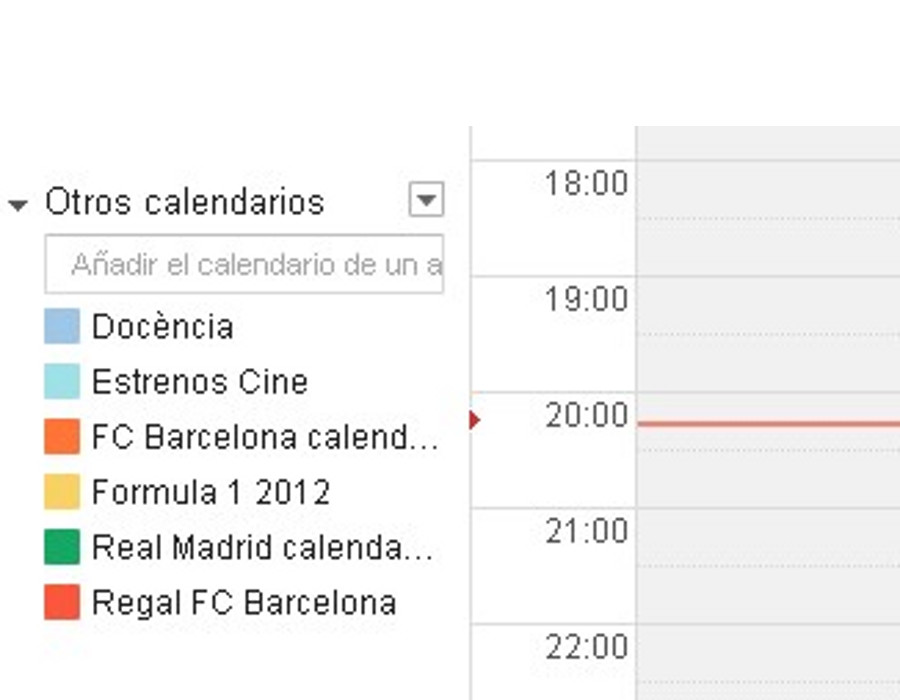 Otros calendarios
Añadir el calendario de un a
Docència
Estrenos Cine
FC Barcelona calend...
Formula 1 2012
Real Madrid calenda...
Regal FC Barcelona
18:00
19:00
20:00
21:00
22:00